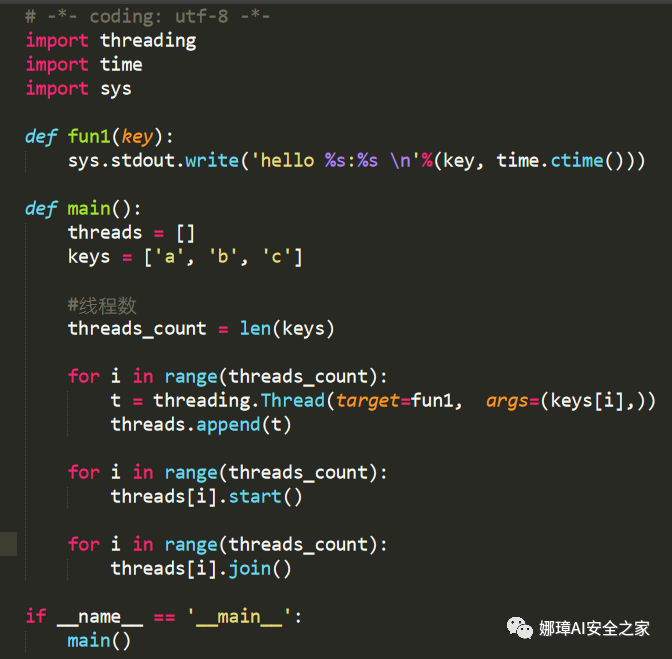 # -*- coding: utf-8 -*-
import threading
import time
import sys

def fun1(key):
    sys.stdout.write('hello %s:%s \n'%(key, time.ctime()))

def main():
    threads = []
    keys = ['a', 'b', 'c']

    #线程数
    threads_count = len(keys)

    for i in range(threads_count):
        t = threading.Thread(target=fun1,  args=(keys[i],))
        threads.append(t)

    for i in range(threads_count):
        threads[i].start()

    for i in range(threads_count):
        threads[i].join()

if __name__ == '__main__':
    main()
娜璋AI安全之家